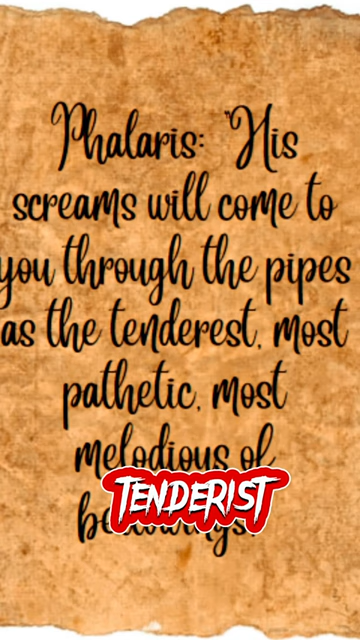 Phalaris: "His
screams will come to
you through the pipes
as the tenderest, most
pathetic, most
melodious of
TENDERIST